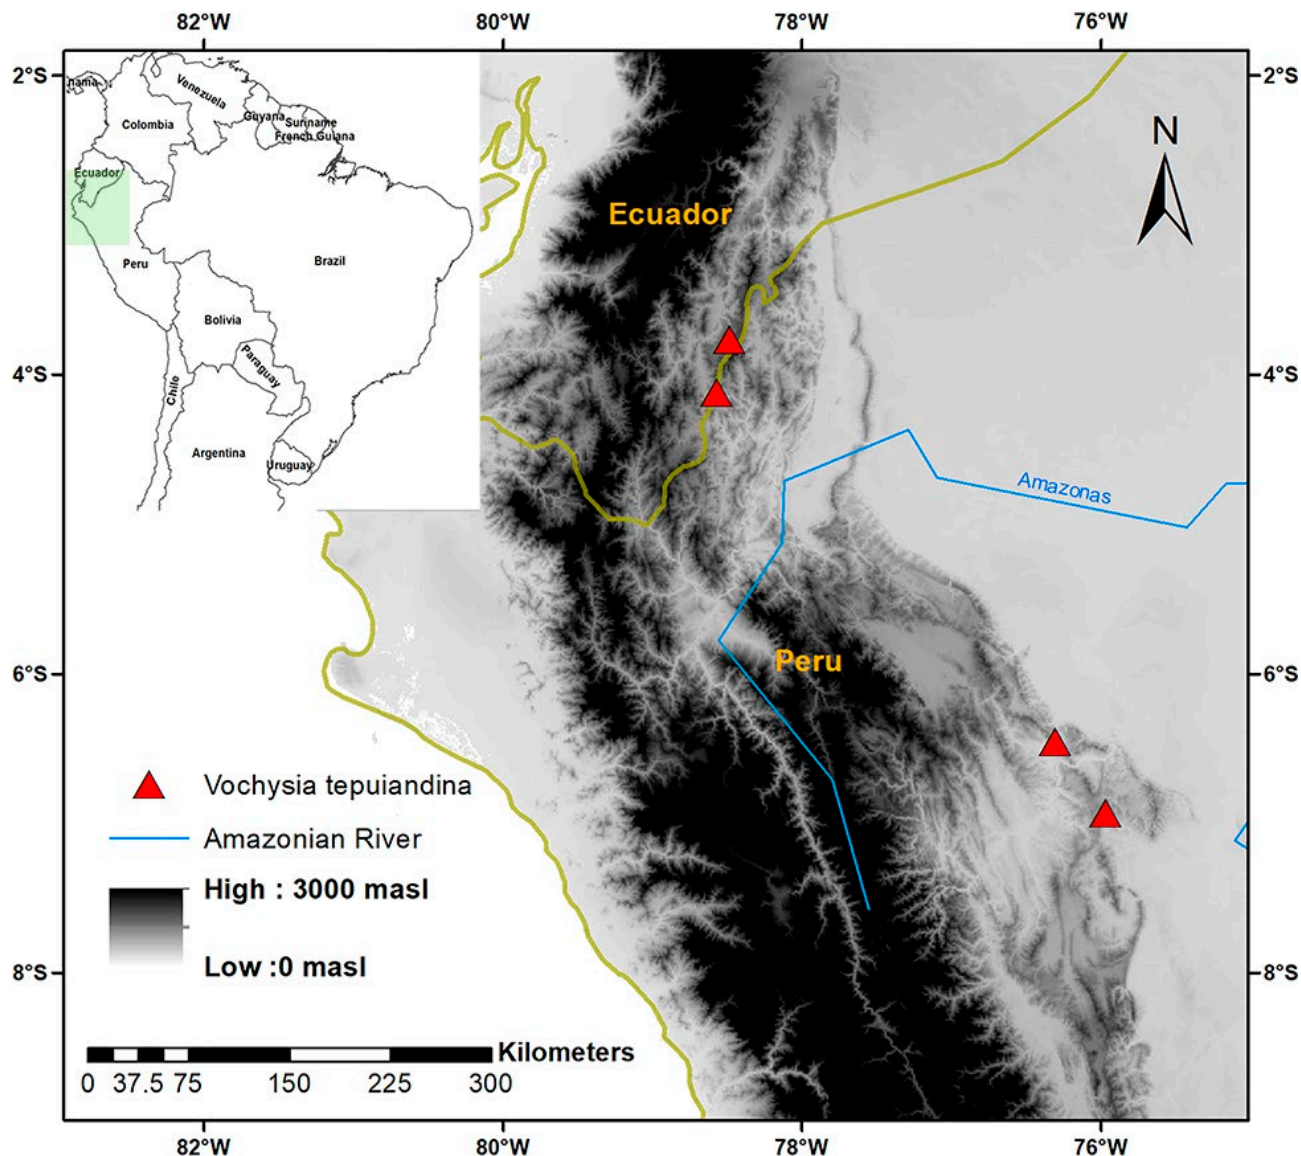 82°W 80°W 78°W 76°W
2°S 2°S
nama
Venezuela
Guyana
Suriname
French Guiana
Colombia
Ecuador
Peru
Brazil
Bolivia
Paraguay
Chile
Argentina
Uruguay
N
Ecuador
4°S 4°S
Amazonas
Peru
6°S 6°S
Vochysia tepuiandina
Amazonian River
High : 3000 masl
Low :0 masl
8°S 8°S
Kilometers
0 37.5 75 150 225 300
82°W 80°W 78°W 76°W